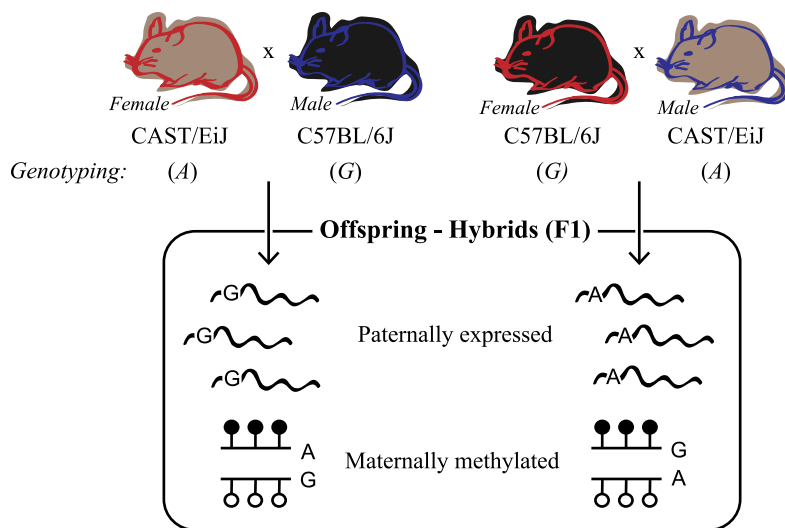 x x
Female Male Female Male
CAST/EiJ C57BL/6J C57BL/6J CAST/EiJ
Genotyping: (A) (G) (G) (A)
Offspring - Hybrids (F1)
G A
G Paternally expressed A
G A
A G
Maternally methylated
G A